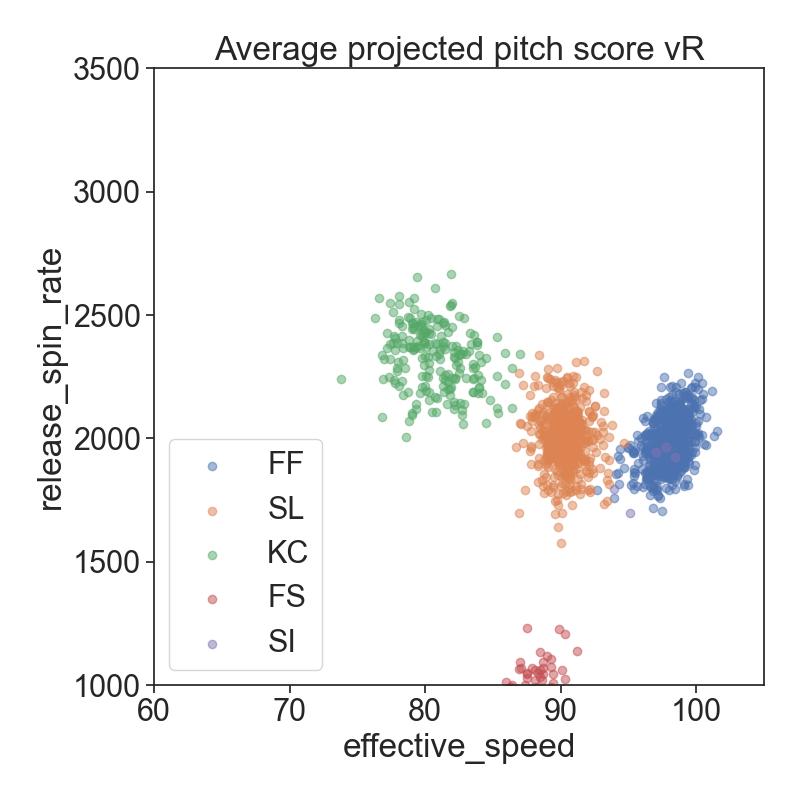 Average projected pitch score vR
3500
3000
2500
2000
1500
1000
release_spin_rate
FF
SL
KC
FS
SI
60 70 80 90 100
effective_speed